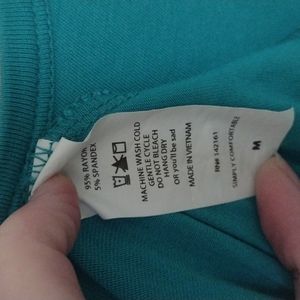 95% RAYON
5% SPANDEX
MACHINE WASH COLD
GENTLE CYCLE
DO NOT BLEACH
HANG DRY
or you'll be sad
MADE IN VIETNAM
RN# 142161
SIMPLY COMFORTABLE
M